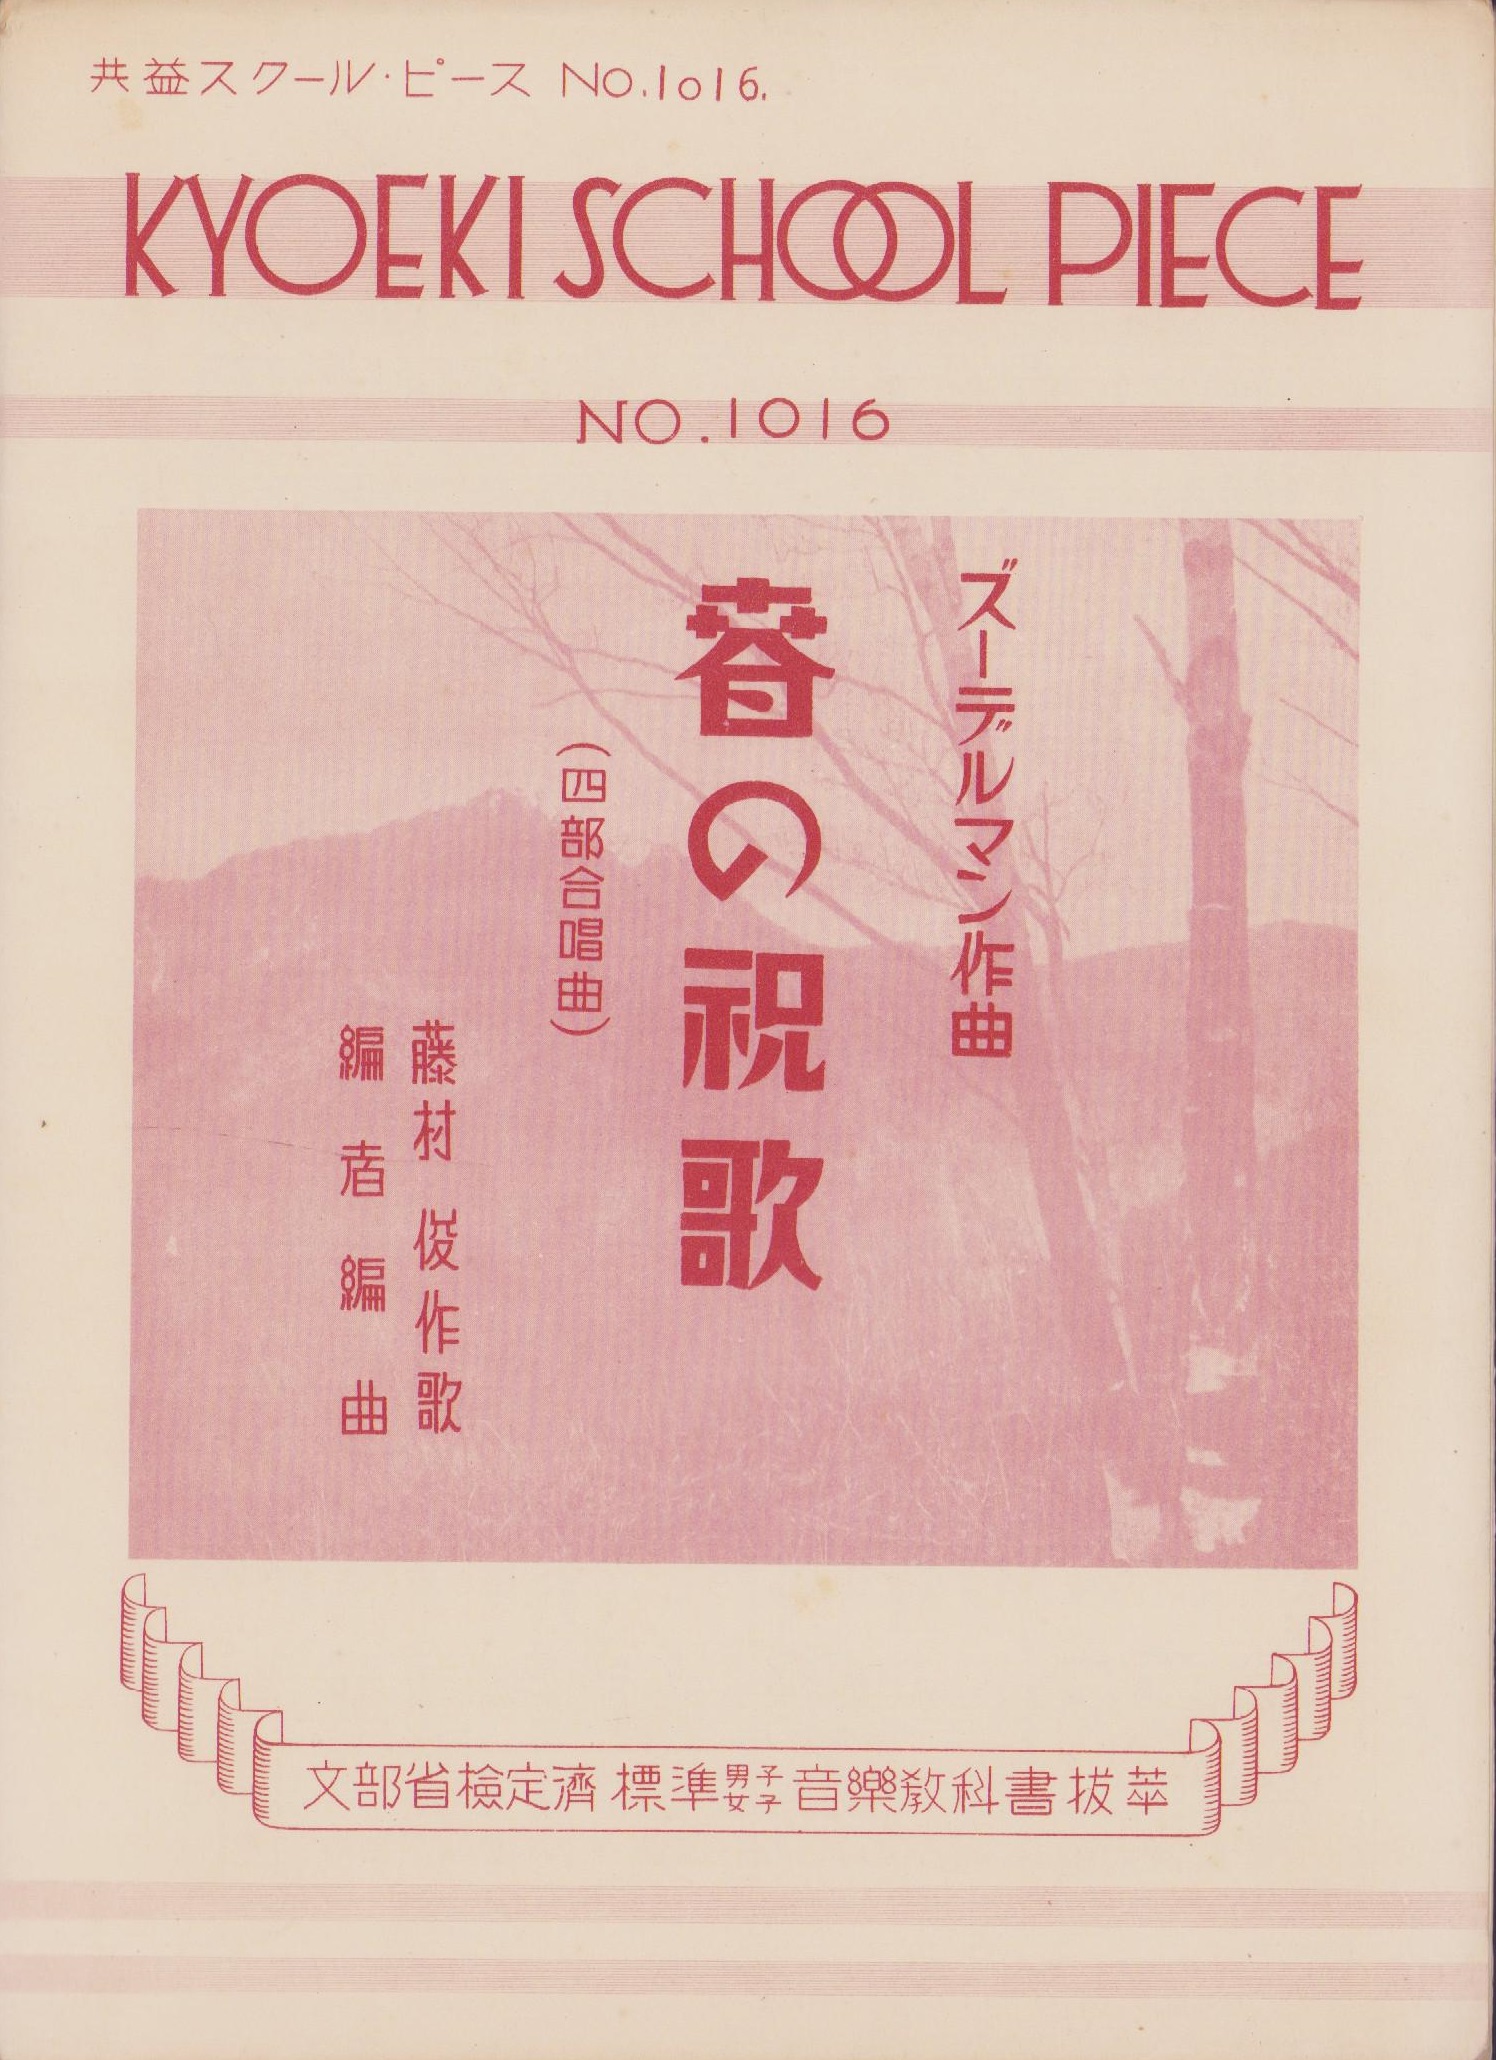 共益スクール・ピース NO.1016.
KYOEKI SCHOOL PIECE
NO.1016
ズーデルマン作曲
春の祝歌
(四部合唱曲)
藤村俊作歌
編者編曲
文部省檢定濟 標準男子女子音樂敎科書拔萃